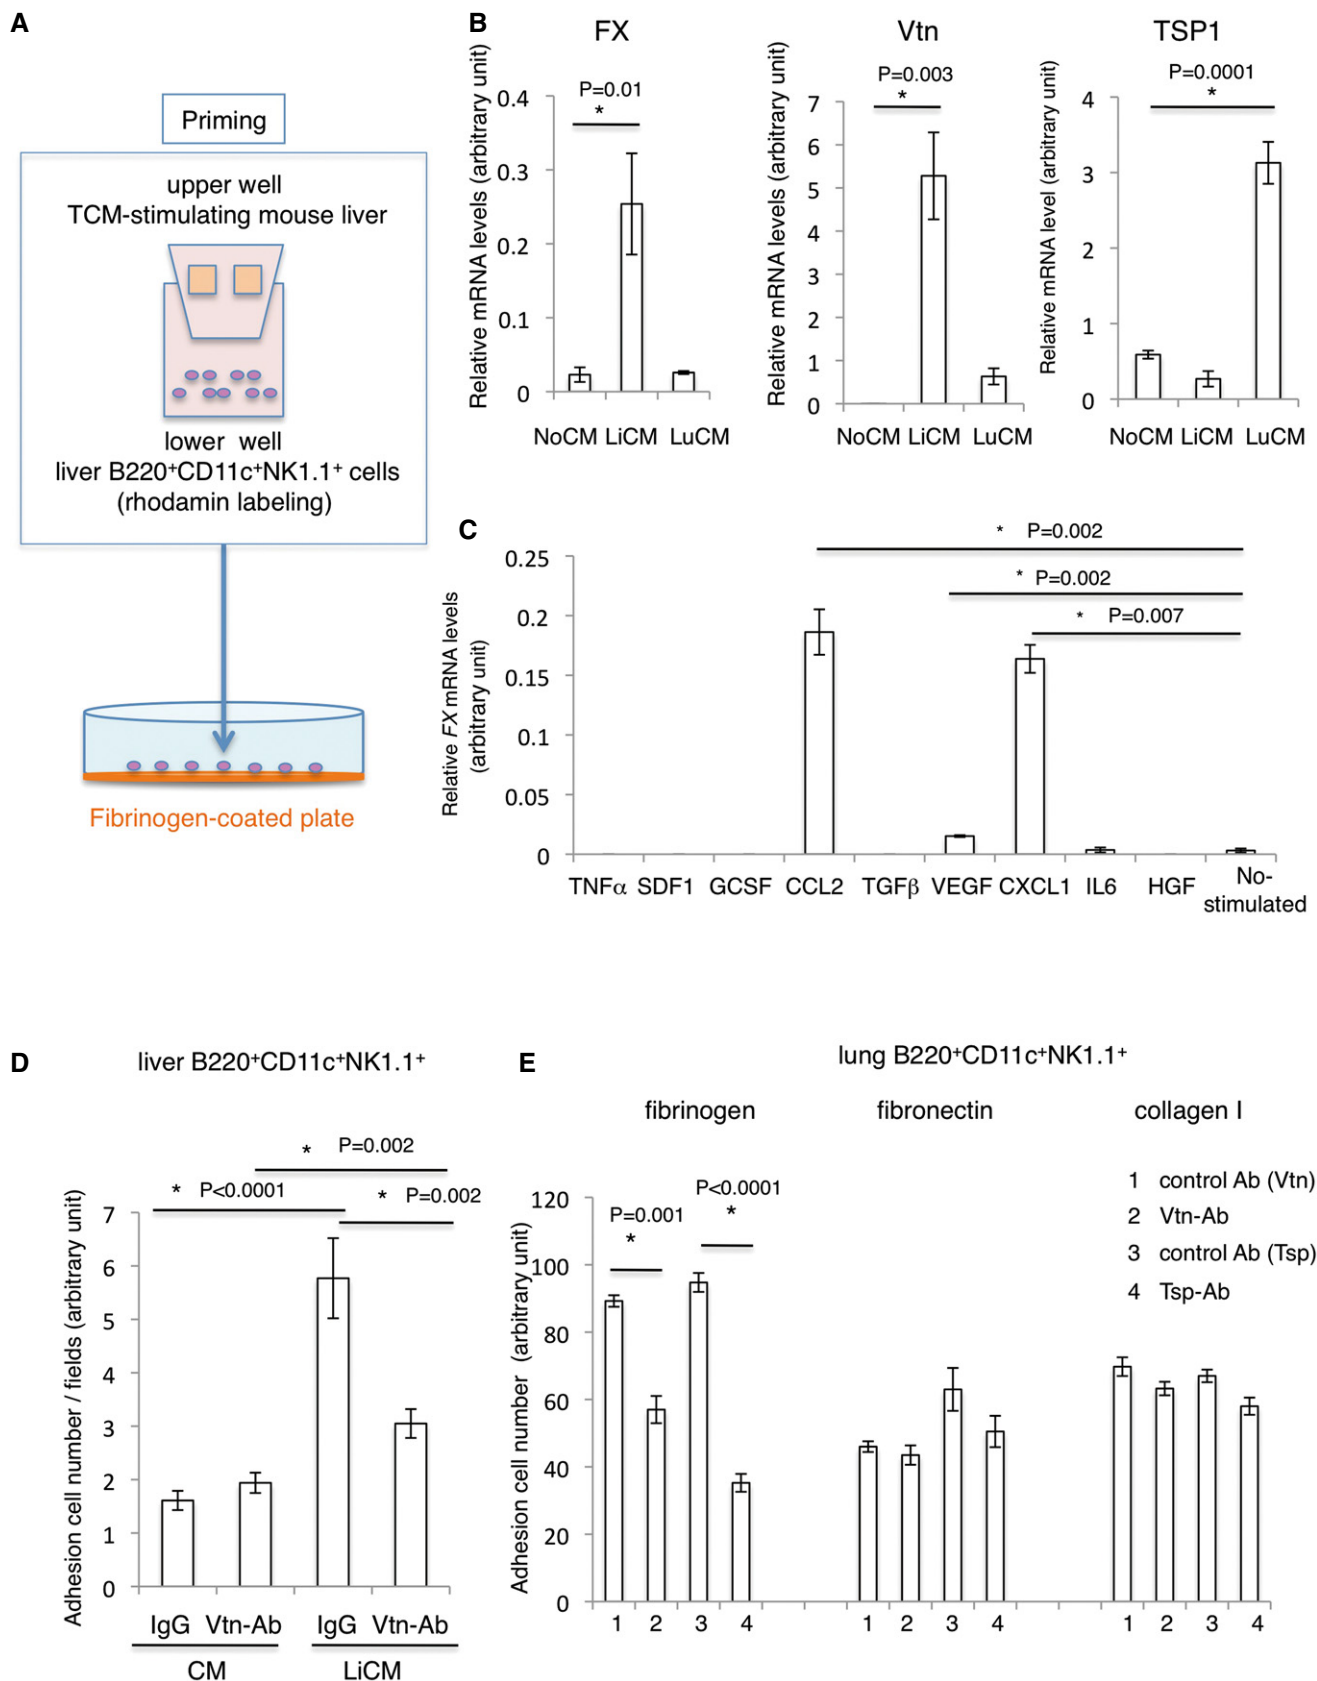 A
Priming
upper well
TCM-stimulating mouse liver
lower well
liver B220+CD11c+NK1.1+ cells
(rhodamin labeling)
Fibrinogen-coated plate
B
FX
Relative mRNA levels (arbitrary unit)
P=0.01
*
0.4
0.3
0.2
0.1
0
NoCM LiCM LuCM
Vtn
Relative mRNA levels (arbitrary unit)
P=0.003
*
7
6
5
4
3
2
1
0
NoCM LiCM LuCM
TSP1
Relative mRNA level (arbitrary unit)
P=0.0001
*
4
3
2
1
0
NoCM LiCM LuCM
C
* P=0.002
* P=0.002
* P=0.007
Relative FX mRNA levels
(arbitrary unit)
0.25
0.2
0.15
0.1
0.05
0
TNFα SDF1 GCSF CCL2 TGFβ VEGF CXCL1 IL6 HGF No-
stimulated
D
liver B220+CD11c+NK1.1+
* P=0.002
* P<0.0001
* P=0.002
Adhesion cell number / fields (arbitrary unit)
7
6
5
4
3
2
1
0
IgG Vtn-Ab IgG Vtn-Ab
CM LiCM
E
lung B220+CD11c+NK1.1+
fibrinogen fibronectin collagen I
1 control Ab (Vtn)
2 Vtn-Ab
3 control Ab (Tsp)
4 Tsp-Ab
P<0.0001
*
P=0.001
*
Adhesion cell number (arbitrary unit)
120
100
80
60
40
20
0
1 2 3 4 1 2 3 4 1 2 3 4